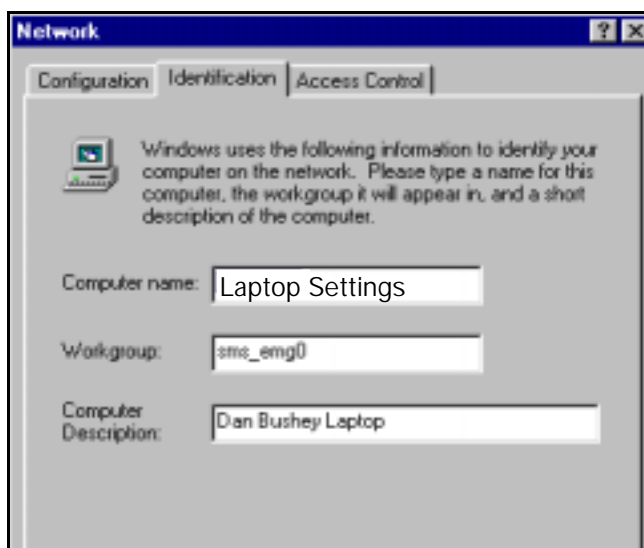 Network
Configuration Identification Access Control
Windows uses the following information to identify your
computer on the network. Please type a name for this
computer, the workgroup it will appear in, and a short
description of the computer.
Computer name: Laptop Settings
Workgroup: sms_emg0
Computer
Description: Dan Bushey Laptop